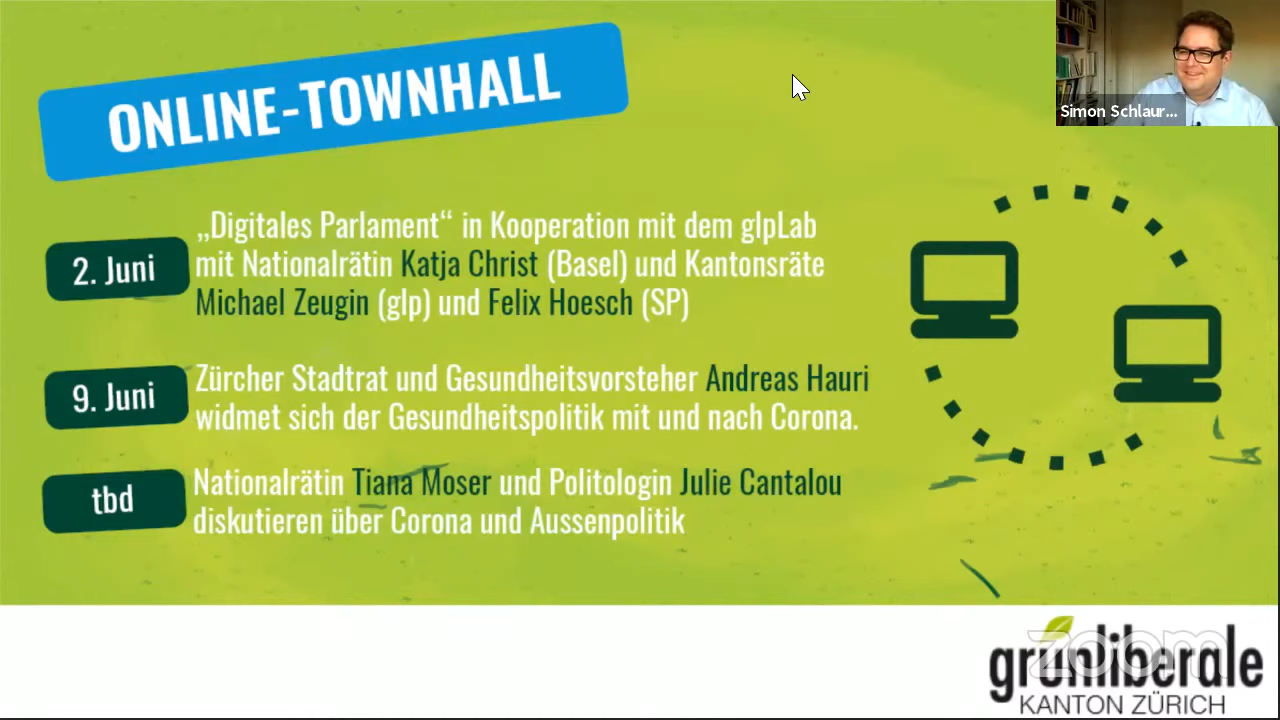 ONLINE-TOWNHALL
Simon Schlaur...
2. Juni
„Digitales Parlament“ in Kooperation mit dem glpLab
mit Nationalrätin Katja Christ (Basel) und Kantonsräte
Michael Zeugin (glp) und Felix Hoesch (SP)
9. Juni
Zürcher Stadtrat und Gesundheitsvorsteher Andreas Hauri
widmet sich der Gesundheitspolitik mit und nach Corona.
tbd
Nationalrätin Tiana Moser und Politologin Julie Cantalou
diskutieren über Corona und Aussenpolitik
zoom
grünliberale
KANTON ZÜRICH